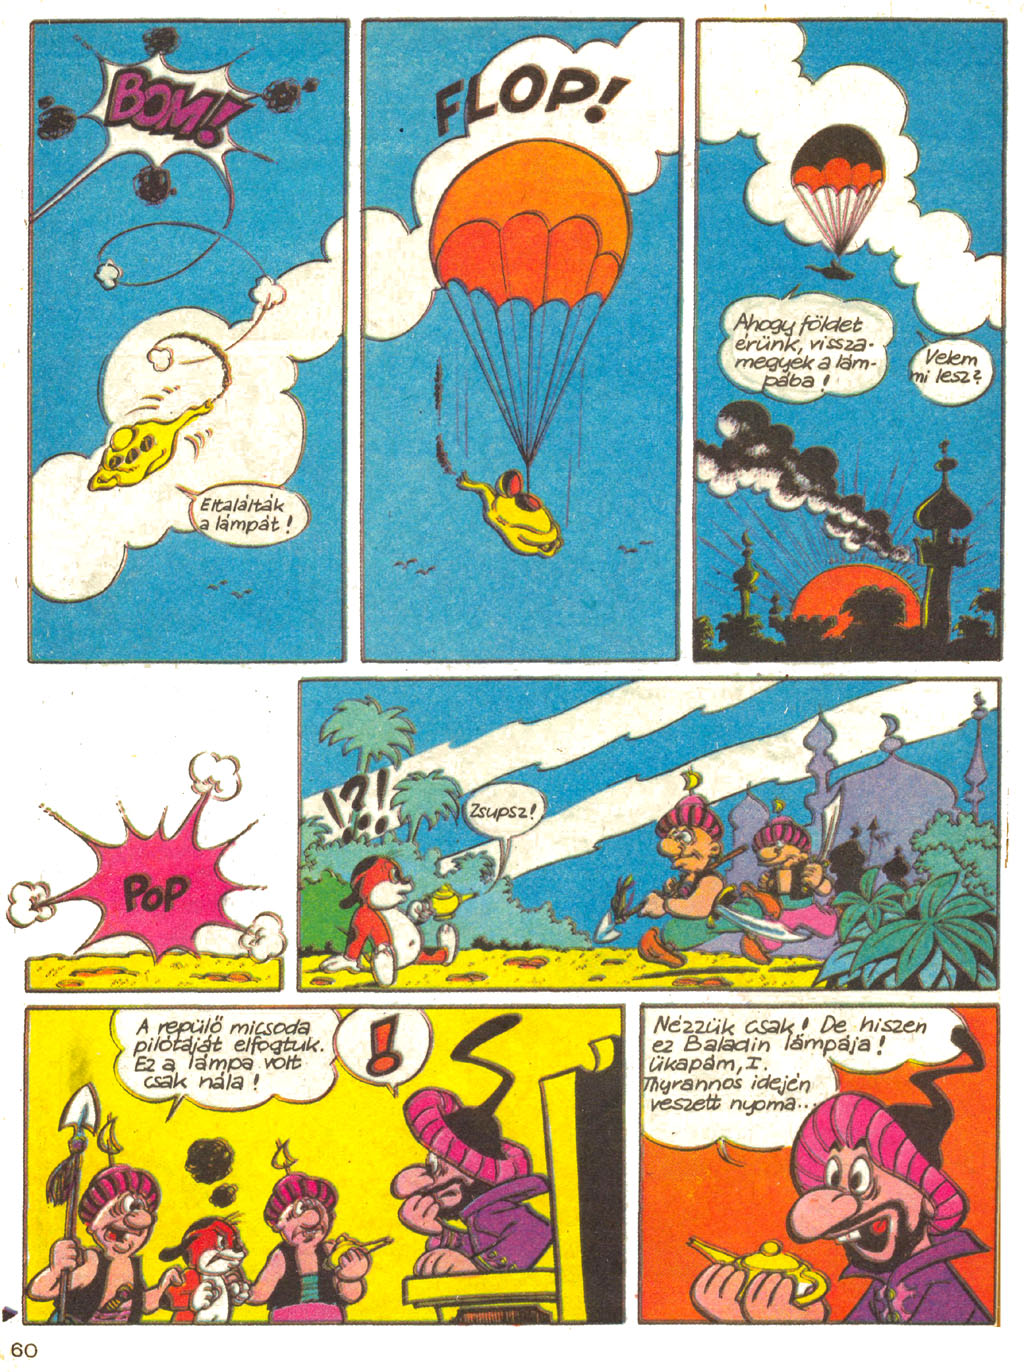 BOM!!
Eltalálták
a lámpát!
FLOP!
Ahogy földet
érünk, vissza-
megyek a lám-
pába!
Velem
mi lesz?
POP
!?!
Zsupsz!
A repülő micsoda
pilótáját elfogtuk.
Ez a lámpa volt
csak nála!
!
Nézzük csak! De hiszen
ez Baladin lámpája!
Ükapám, I.
Thyrannos idején
veszett nyoma...
60